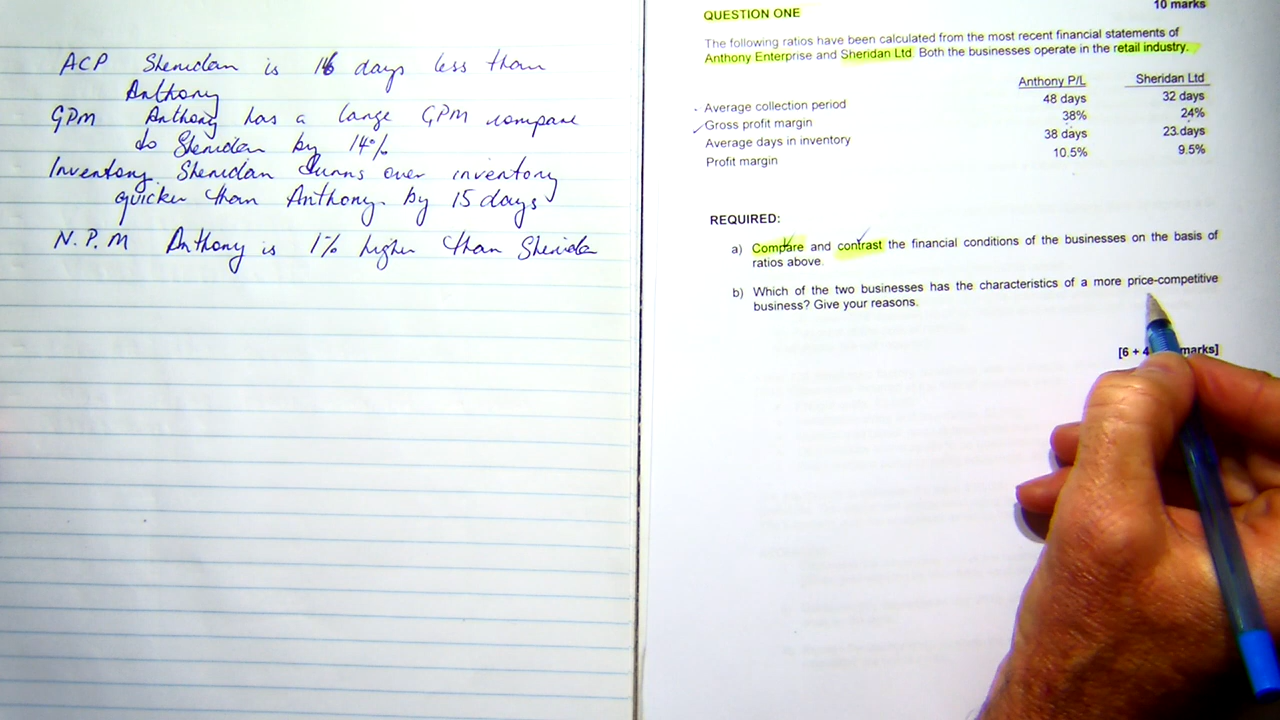 ACP Sheridan is 16 days less than
Anthony
GPM Anthony has a large GPM compare
to Sheridan by 14%
Inventory. Sheridan turns over inventory
quicker than Anthony. by 15 days
N.P.M Anthony is 1% higher than Sherida
QUESTION ONE
10 marks
The following ratios have been calculated from the most recent financial statements of
Anthony Enterprise and Sheridan Ltd. Both the businesses operate in the retail industry.
Anthony P/L Sheridan Ltd
Average collection period 48 days 32 days
Gross profit margin 38% 24%
Average days in inventory 38 days 23 days
Profit margin 10.5% 9.5%
REQUIRED:
a) Compare and contrast the financial conditions of the businesses on the basis of
ratios above.
b) Which of the two businesses has the characteristics of a more price-competitive
business? Give your reasons.
[6 + 4 marks]